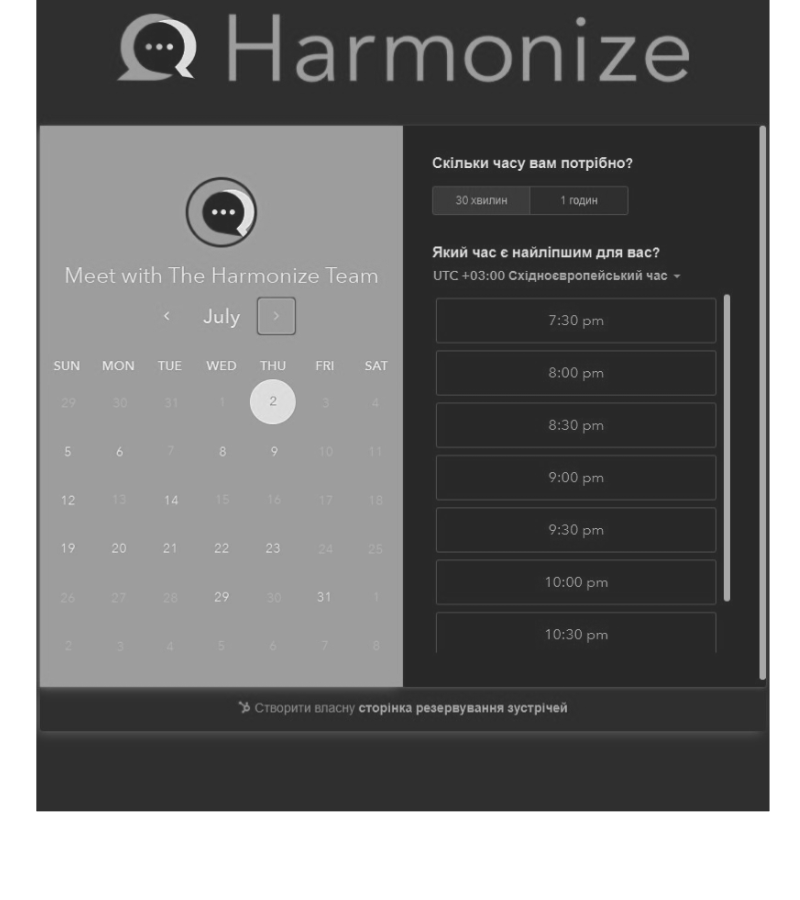 Harmonize
Meet with The Harmonize Team
July
SUN MON TUE WED THU FRI SAT
29 30 31 1 2 3 4
5 6 7 8 9 10 11
12 13 14 15 16 17 18
19 20 21 22 23 24 25
26 27 28 29 30 31 1
2 3 4 5 6 7 8
Скільки часу вам потрібно?
30 хвилин 1 годин
Який час є найліпшим для вас?
UTC +03:00 Східноєвропейський час
7:30 pm
8:00 pm
8:30 pm
9:00 pm
9:30 pm
10:00 pm
10:30 pm
Створити власну сторінка резервування зустрічей